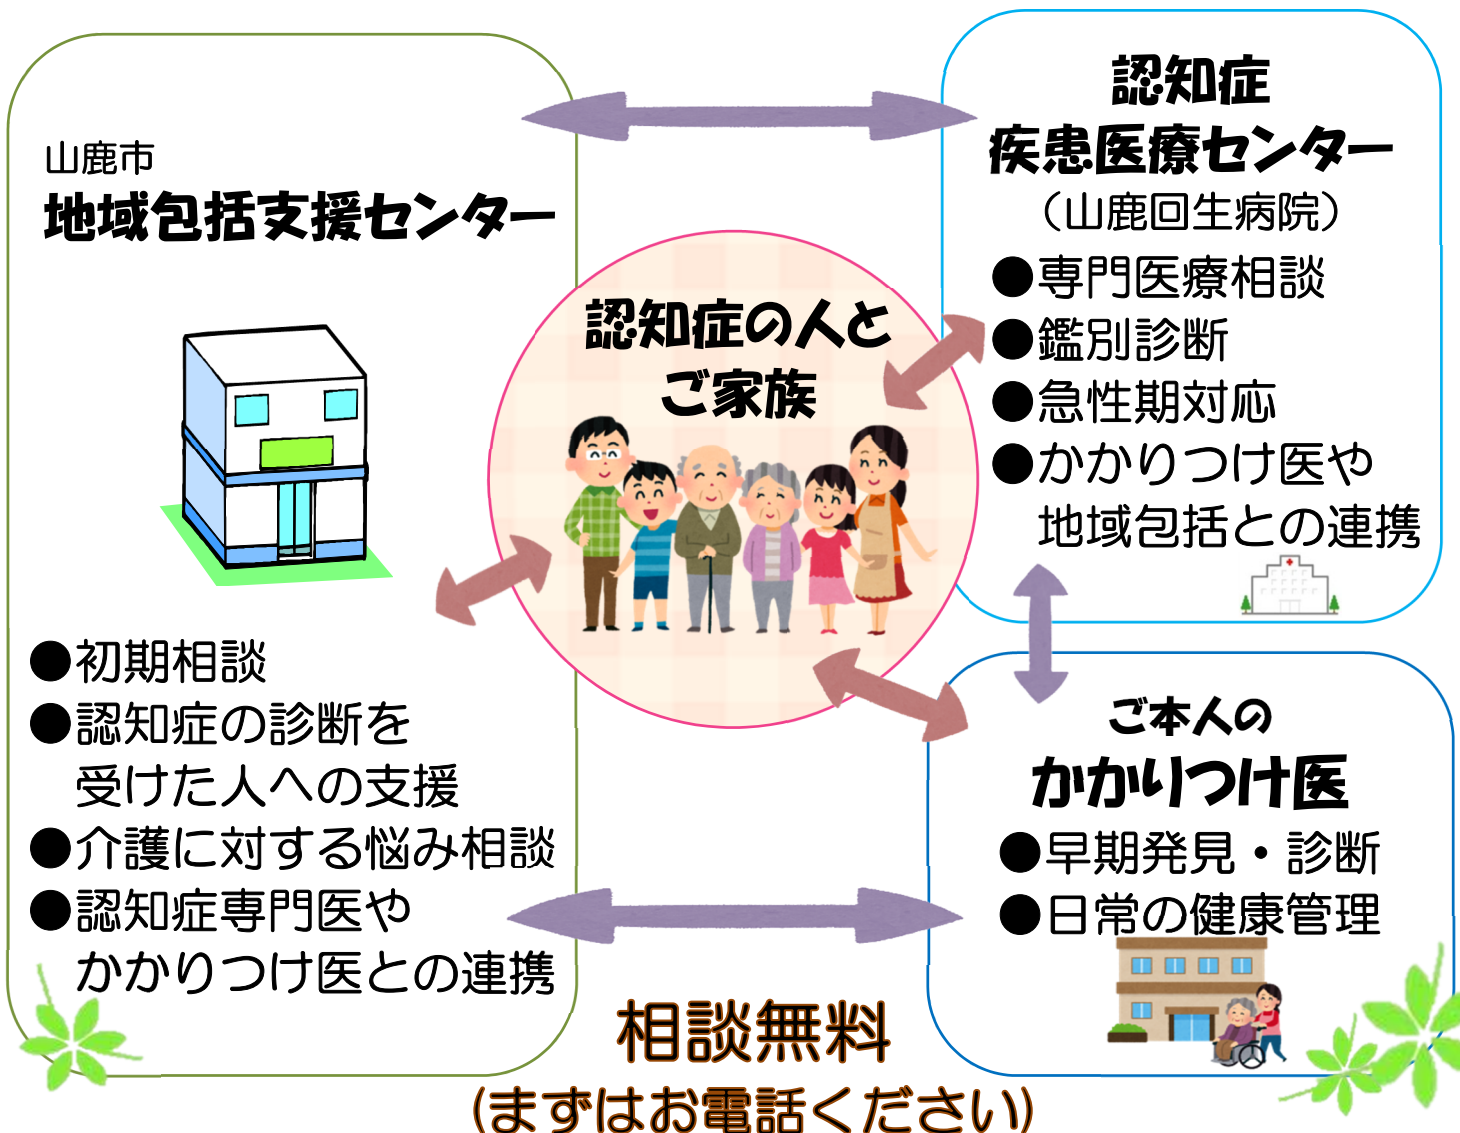 山鹿市
地域包括支援センター
●初期相談
●認知症の診断を
受けた人への支援
●介護に対する悩み相談
●認知症専門医や
かかりつけ医との連携
認知症の人と
ご家族
認知症
疾患医療センター
（山鹿回生病院）
●専門医療相談
●鑑別診断
●急性期対応
●かかりつけ医や
地域包括との連携
ご本人の
かかりつけ医
●早期発見・診断
●日常の健康管理
相談無料
(まずはお電話ください)